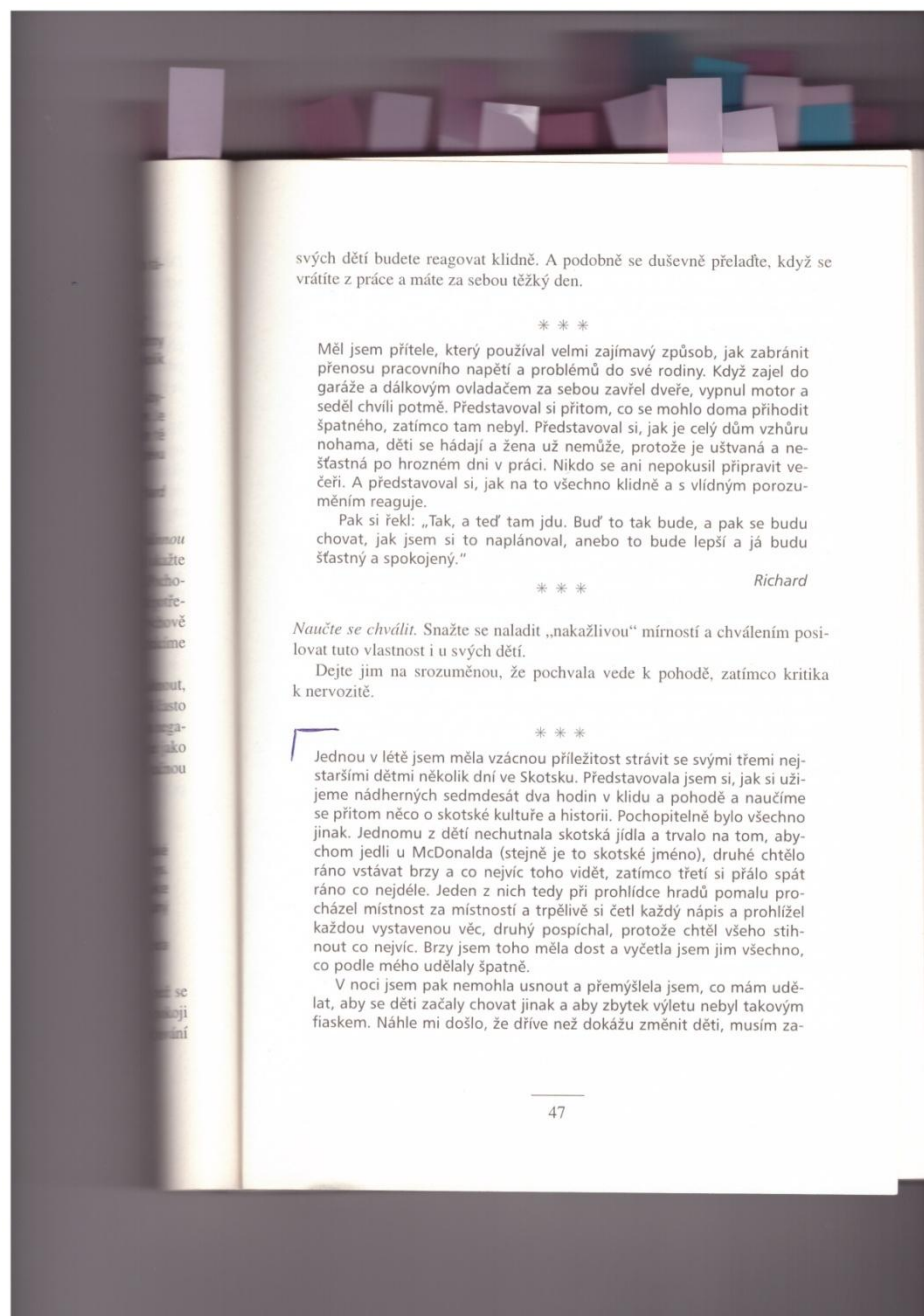 svých dětí budete reagovat klidně. A podobně se duševně přelaďte, když se
vrátíte z práce a máte za sebou těžký den.
* * *
Měl jsem přítele, který používal velmi zajímavý způsob, jak zabránit
přenosu pracovního napětí a problémů do své rodiny. Když zajel do
garáže a dálkovým ovladačem za sebou zavřel dveře, vypnul motor a
seděl chvíli potmě. Představoval si přitom, co se mohlo doma přihodit
špatného, zatímco tam nebyl. Představoval si, jak je celý dům vzhůru
nohama, děti se hádají a žena už nemůže, protože je uštvaná a ne-
šťastná po hrozném dni v práci. Nikdo se ani nepokusil připravit ve-
čeři. A představoval si, jak na to všechno klidně a s vlídným porozu-
měním reaguje.
Pak si řekl: „Tak, a teď tam jdu. Buď to tak bude, a pak se budu
chovat, jak jsem si to naplánoval, anebo to bude lepší a já budu
šťastný a spokojený."
Richard
* * *
Naučte se chválit. Snažte se naladit „nakažlivou“ mírností a chválením posi-
lovat tuto vlastnost i u svých dětí.
Dejte jim na srozuměnou, že pochvala vede k pohodě, zatímco kritika
k nervozitě.
* * *
Jednou v létě jsem měla vzácnou příležitost strávit se svými třemi nej-
staršími dětmi několik dní ve Skotsku. Představovala jsem si, jak si uži-
jeme nádherných sedmdesát dva hodin v klidu a pohodě a naučíme
se přitom něco o skotské kultuře a historii. Pochopitelně bylo všechno
jinak. Jednomu z dětí nechutnala skotská jídla a trvalo na tom, aby-
chom jedli u McDonalda (stejně je to skotské jméno), druhé chtělo
ráno vstávat brzy a co nejvíc toho vidět, zatímco třetí si přálo spát
ráno co nejdéle. Jeden z nich tedy při prohlídce hradů pomalu pro-
cházel místnost za místností a trpělivě si četl každý nápis a prohlížel
každou vystavenou věc, druhý pospíchal, protože chtěl všeho stih-
nout co nejvíc. Brzy jsem toho měla dost a vyčetla jsem jim všechno,
co podle mého udělaly špatně.
V noci jsem pak nemohla usnout a přemýšlela jsem, co mám udě-
lat, aby se děti začaly chovat jinak a aby zbytek výletu nebyl takovým
fiaskem. Náhle mi došlo, že dříve než dokážu změnit děti, musím za-
47